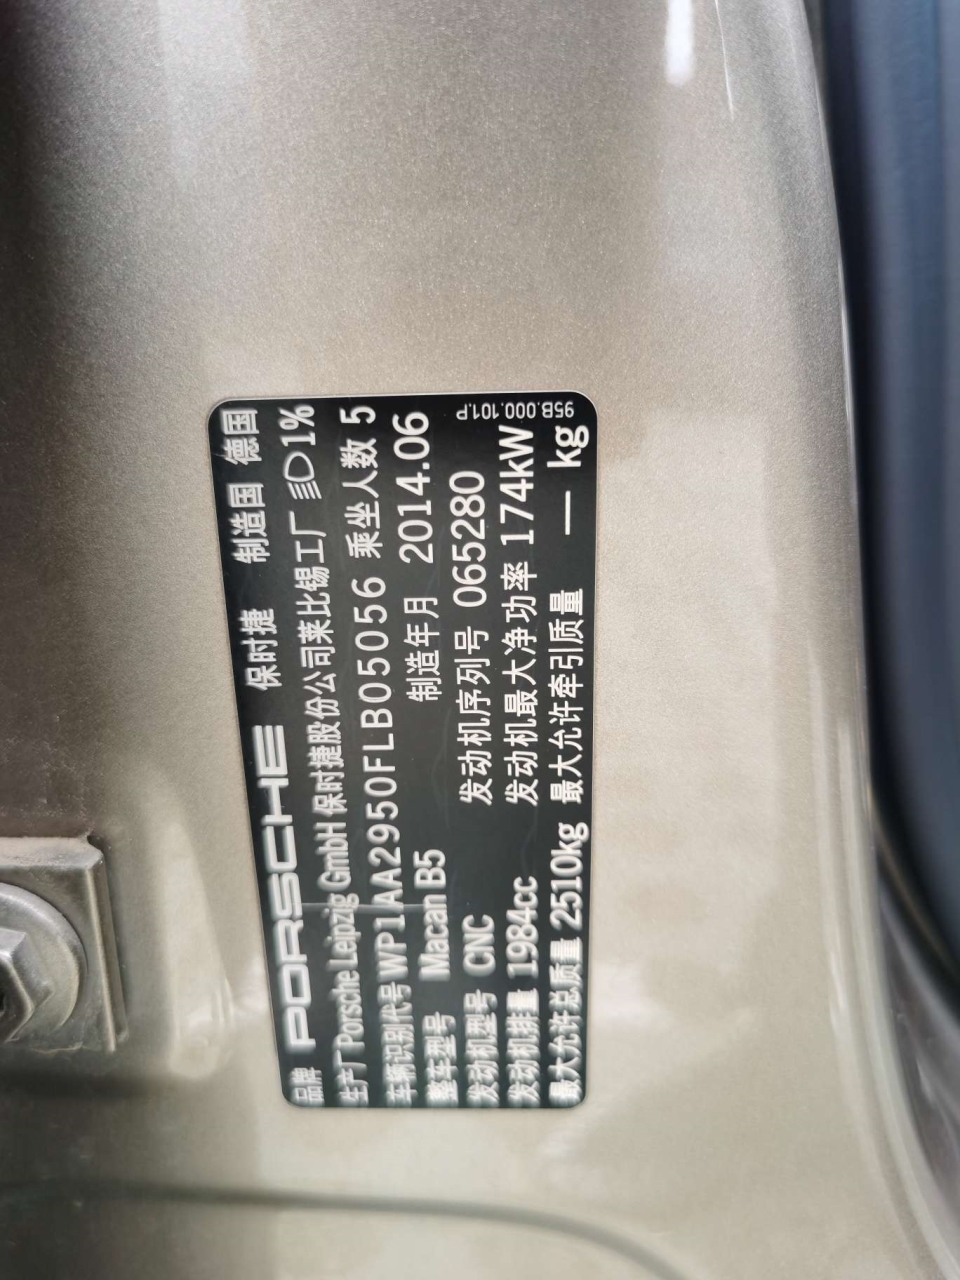 品牌 PORSCHE 保时捷 制造国 德国
生产厂 Porsche Leipzig GmbH 保时捷股份公司莱比锡工厂 1%
车辆识别代号 WP1AA2950FLB05056 乘坐人数 5
整车型号 Macan B5 制造年月 2014.06
发动机型号 CNC 发动机序列号 065280
发动机排量 1984cc 发动机最大净功率 174kW
最大允许总质量 2510kg 最大允许牵引质量 — kg
95B.000.101.P